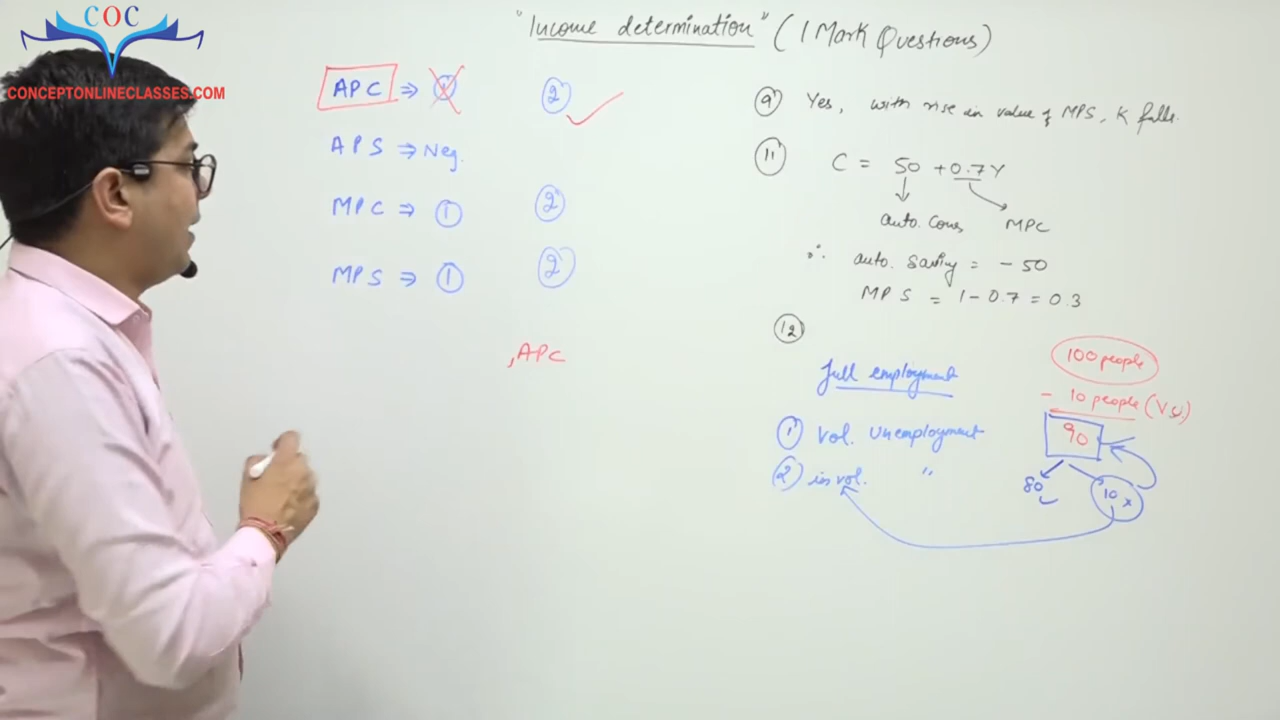 COC
CONCEPTONLINECLASSES.COM
"Income determination" (1 Mark Questions)
APC ⇒ 1 2
APS ⇒ Neg.
MPC ⇒ 1 2
MPS ⇒ 1 2
, APC
9 Yes, with rise in value of MPS, K falls.
11 C = 50 + 0.7Y
auto. Cons, MPC
∴ auto. Saving = - 50
MPS = 1 - 0.7 = 0.3
12
full employment
1 Vol. Unemployment
2 in vol. "
100 people
- 10 people (V.U.)
90
80 10 x